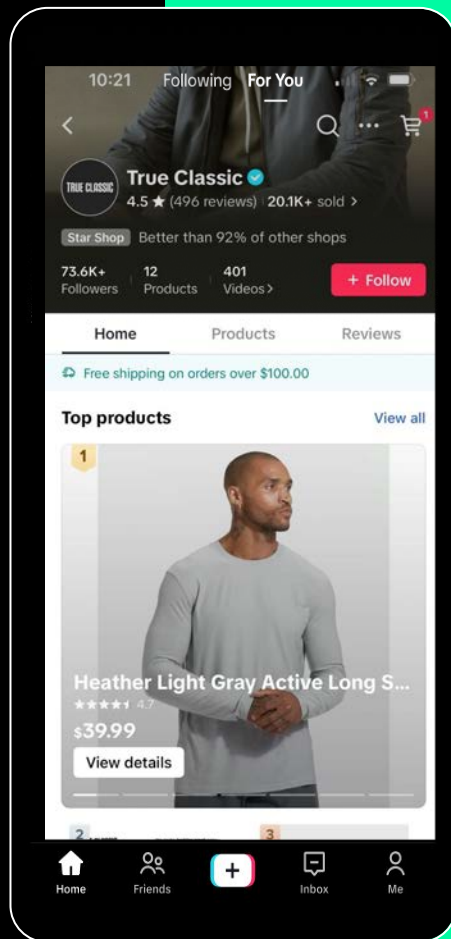 10:21
Following For You
1
TRUE CLASSIC
True Classic
4.5 ★ (496 reviews) 20.1K+ sold >
Star Shop Better than 92% of other shops
73.6K+ 12 401
Followers Products Videos >
+ Follow
Home Products Reviews
Free shipping on orders over $100.00
Top products View all
1
Heather Light Gray Active Long S...
4.7
$39.99
View details
2 3
Home Friends Inbox Me